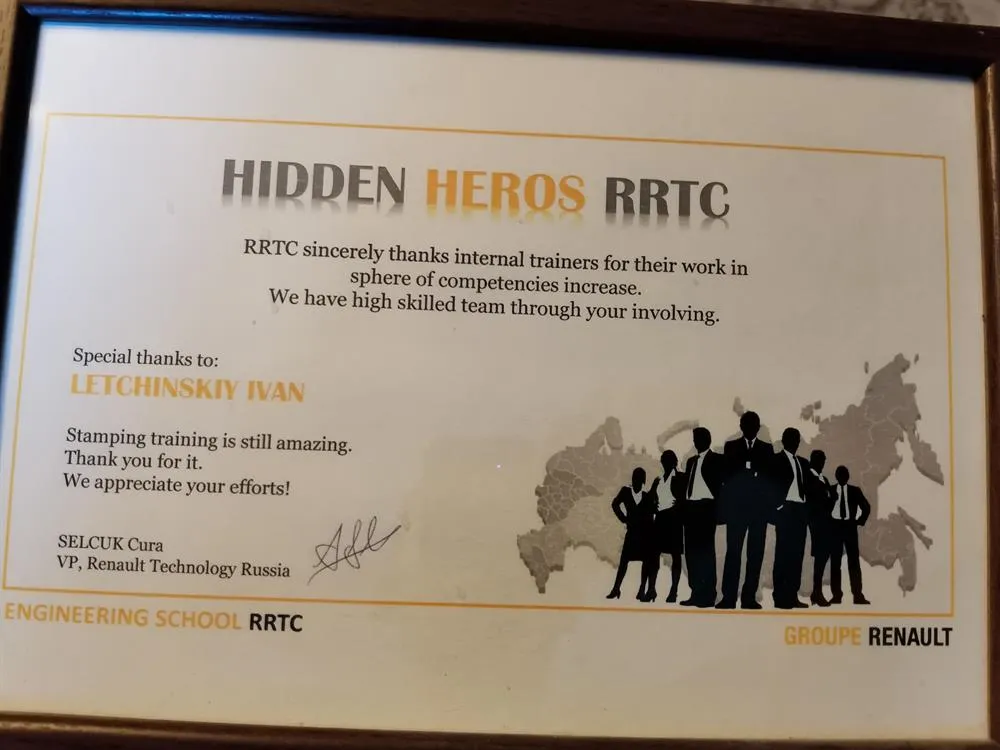 HIDDEN HEROS RRTC
RRTC sincerely thanks internal trainers for their work in
sphere of competencies increase.
We have high skilled team through your involving.
Special thanks to:
LETCHINSKIY IVAN
Stamping training is still amazing.
Thank you for it.
We appreciate your efforts!
SELCUK Cura
VP, Renault Technology Russia
ENGINEERING SCHOOL RRTC
GROUPE RENAULT